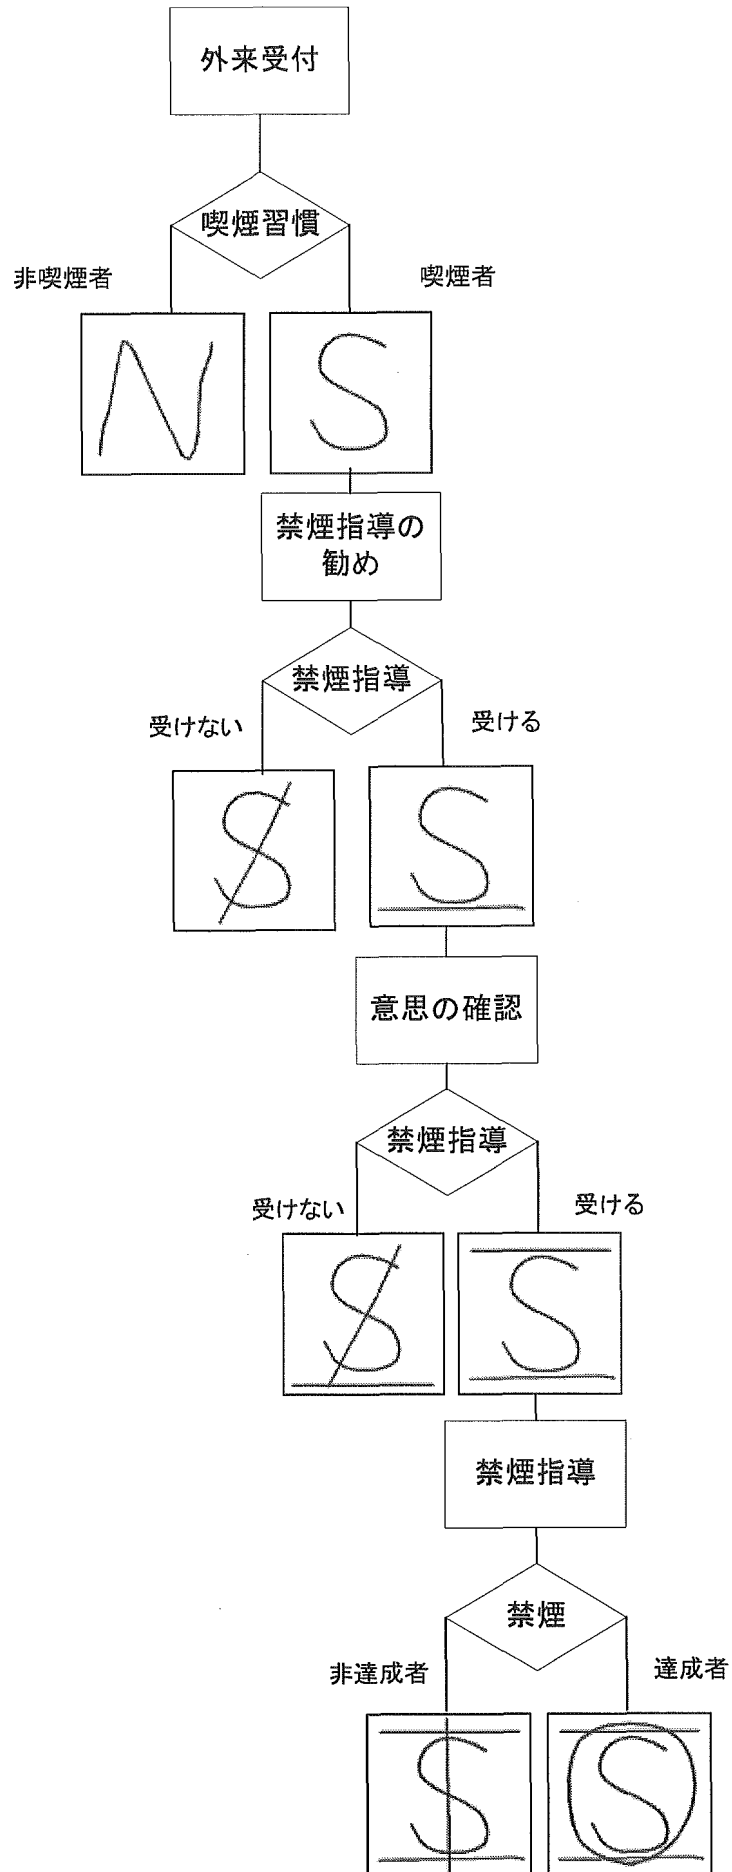 外来受付
喫煙習慣
非喫煙者
喫煙者
N
S
禁煙指導の
勧め
禁煙指導
受けない
受ける
S
S
意思の確認
禁煙指導
受けない
受ける
S
S
禁煙指導
禁煙
非達成者
達成者
S
S